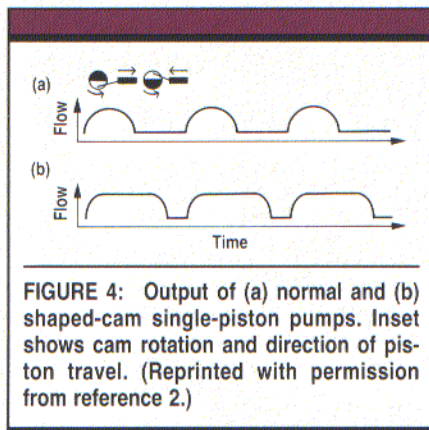 (a)
Flow
(b)
Flow
Time
FIGURE 4: Output of (a) normal and (b)
shaped-cam single-piston pumps. Inset
shows cam rotation and direction of pis-
ton travel. (Reprinted with permission
from reference 2.)